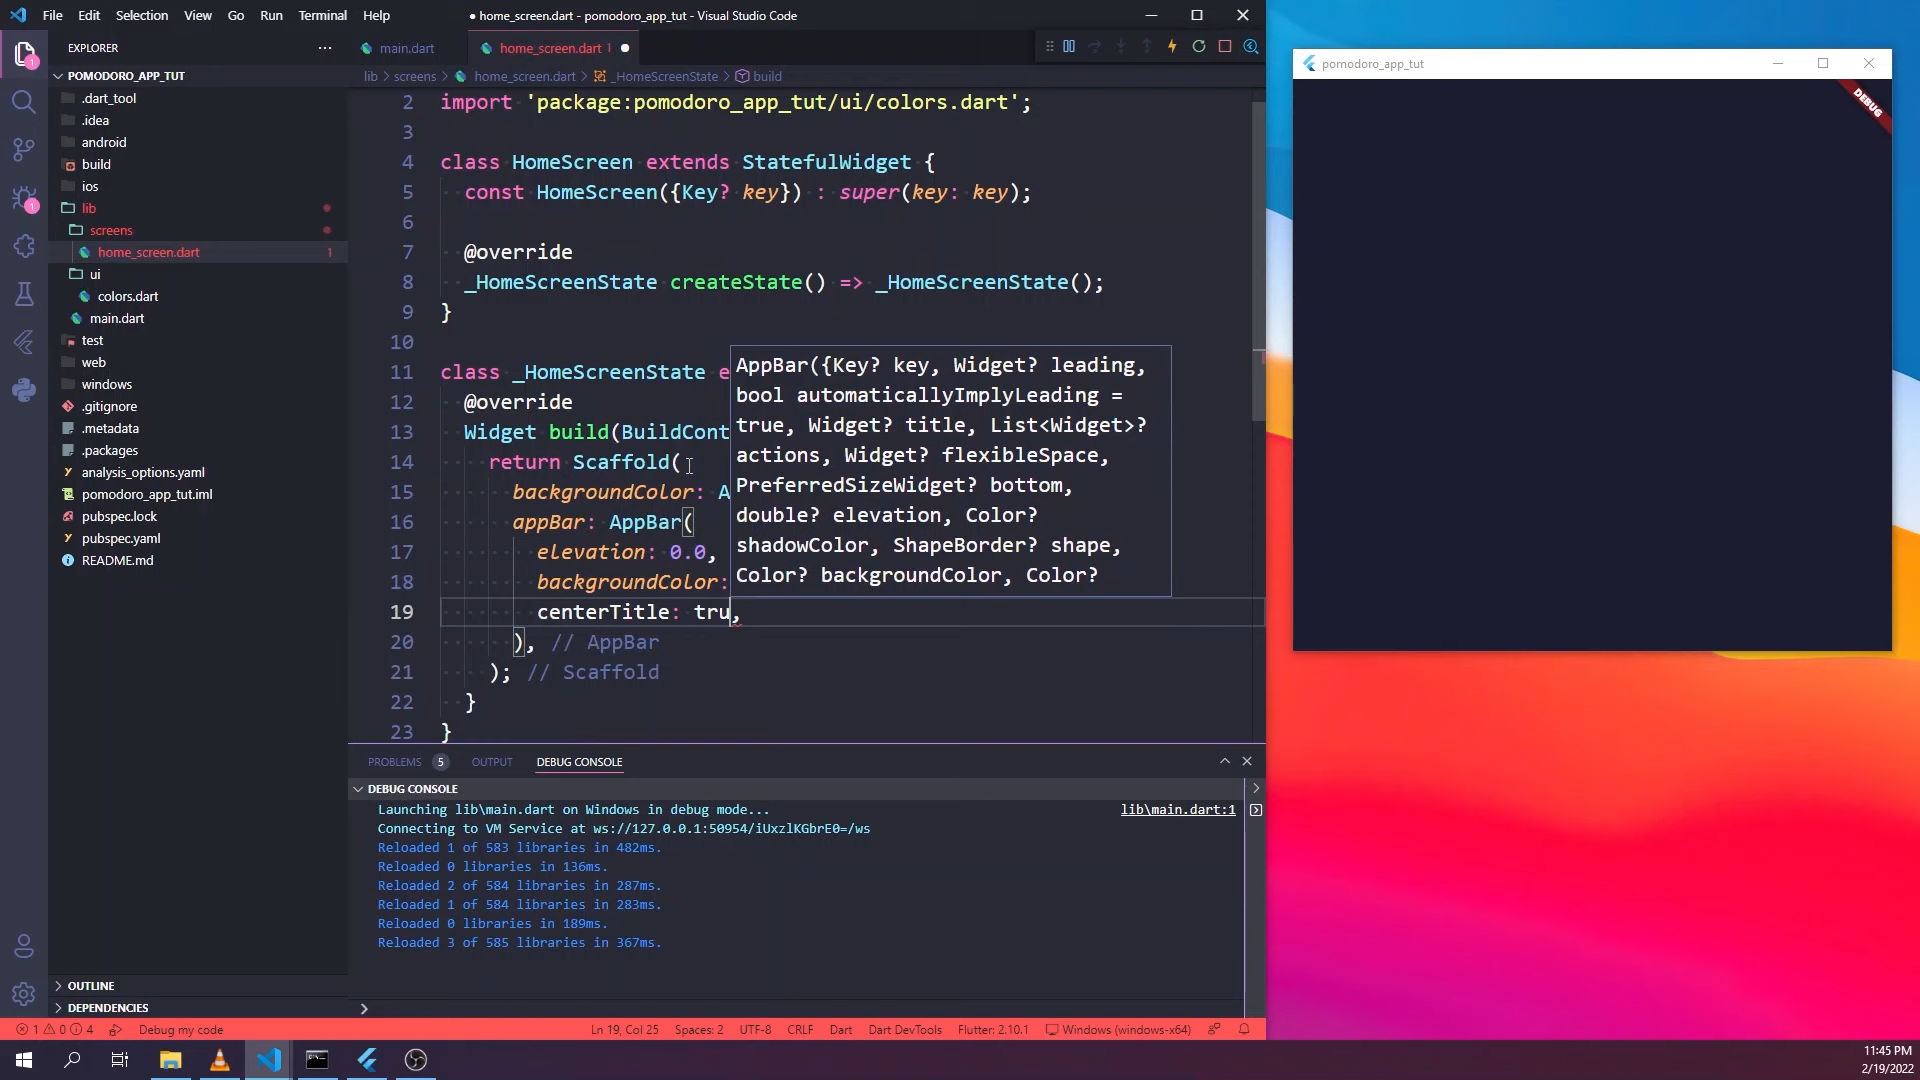 File Edit Selection View Go Run Terminal Help
● home_screen.dart - pomodoro_app_tut - Visual Studio Code
EXPLORER
POMODORO_APP_TUT
.dart_tool
.idea
android
build
ios
lib
screens
home_screen.dart 1
ui
colors.dart
main.dart
test
web
windows
.gitignore
.metadata
.packages
analysis_options.yaml
pomodoro_app_tut.iml
pubspec.lock
pubspec.yaml
README.md
OUTLINE
DEPENDENCIES
1
1
main.dart
home_screen.dart 1
lib > screens > home_screen.dart > _HomeScreenState > build
2 import 'package:pomodoro_app_tut/ui/colors.dart';
3
4 class HomeScreen extends StatefulWidget {
5 const HomeScreen({Key? key}) : super(key: key);
6
7 @override
8 _HomeScreenState createState() => _HomeScreenState();
9 }
10
11 class _HomeScreenState e
12 @override
13 Widget build(BuildCont
14 return Scaffold(
15 backgroundColor: A
16 appBar: AppBar(
17 elevation: 0.0,
18 backgroundColor:
19 centerTitle: tru,
20 ), // AppBar
21 ); // Scaffold
22 }
23 }
AppBar({Key? key, Widget? leading,
bool automaticallyImplyLeading =
true, Widget? title, List<Widget>?
actions, Widget? flexibleSpace,
PreferredSizeWidget? bottom,
double? elevation, Color?
shadowColor, ShapeBorder? shape,
Color? backgroundColor, Color?
PROBLEMS 5 OUTPUT DEBUG CONSOLE
DEBUG CONSOLE
Launching lib\main.dart on Windows in debug mode...
lib\main.dart:1
Connecting to VM Service at ws://127.0.0.1:50954/iUxzlKGbrE0=/ws
Reloaded 1 of 583 libraries in 482ms.
Reloaded 0 libraries in 136ms.
Reloaded 2 of 584 libraries in 287ms.
Reloaded 1 of 584 libraries in 283ms.
Reloaded 0 libraries in 189ms.
Reloaded 3 of 585 libraries in 367ms.
1 0 4 Debug my code
Ln 19, Col 25 Spaces: 2 UTF-8 CRLF Dart Dart DevTools Flutter: 2.10.1 Windows (windows-x64)
pomodoro_app_tut
DEBUG
11:45 PM
2/19/2022